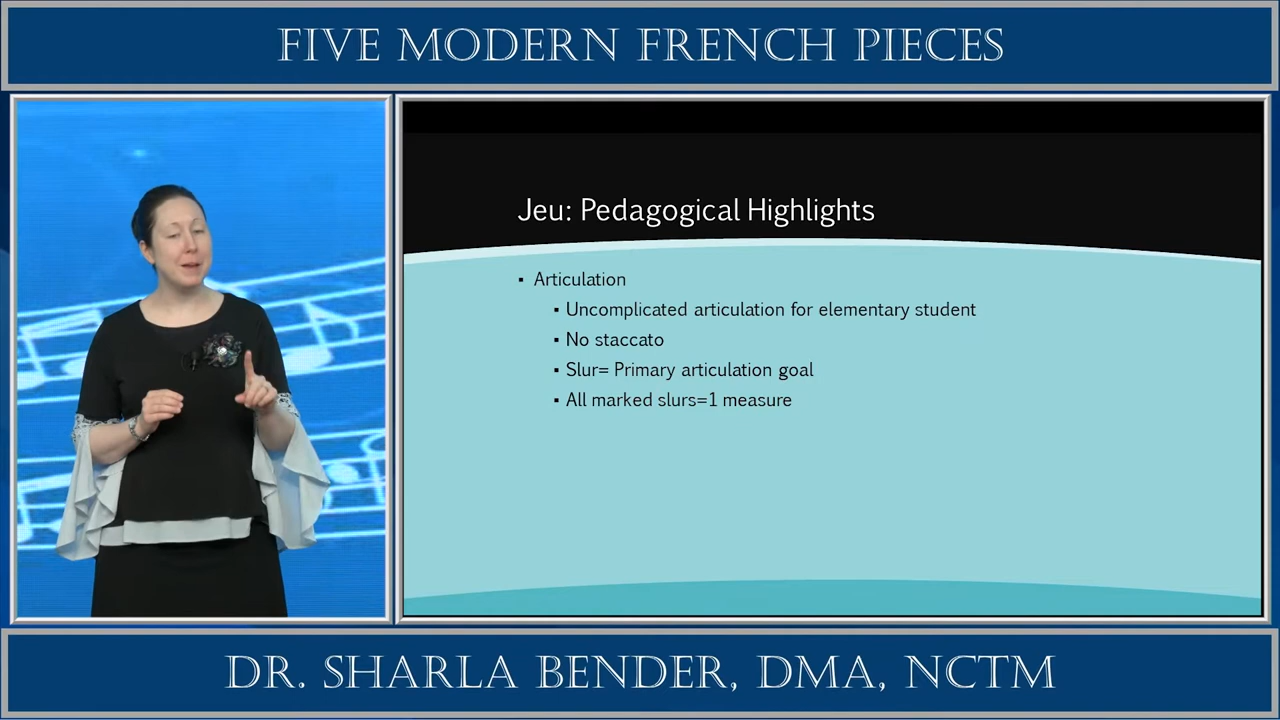 FIVE MODERN FRENCH PIECES
Jeu: Pedagogical Highlights
▪ Articulation
▪ Uncomplicated articulation for elementary student
▪ No staccato
▪ Slur= Primary articulation goal
▪ All marked slurs=1 measure
DR. SHARLA BENDER, DMA, NCTM